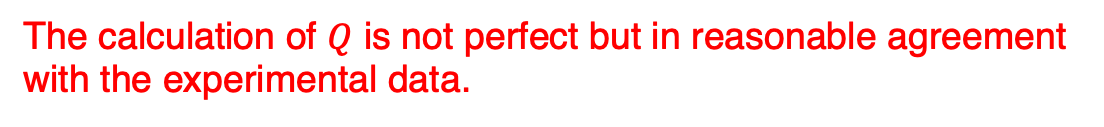 The calculation of Q is not perfect but in reasonable agreement
with the experimental data.